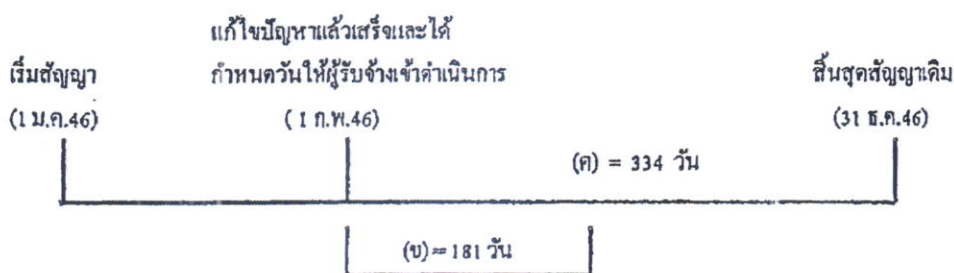 แก้ไขปัญหาแล้วเสร็จและได้
เริ่มสัญญา กำหนดวันให้ผู้รับจ้างเข้าดำเนินการ สิ้นสุดสัญญาเดิม
(1 ม.ค.46) ( 1 ก.พ.46) (31 ธ.ค.46)
(ค) = 334 วัน
(ข)= 181 วัน